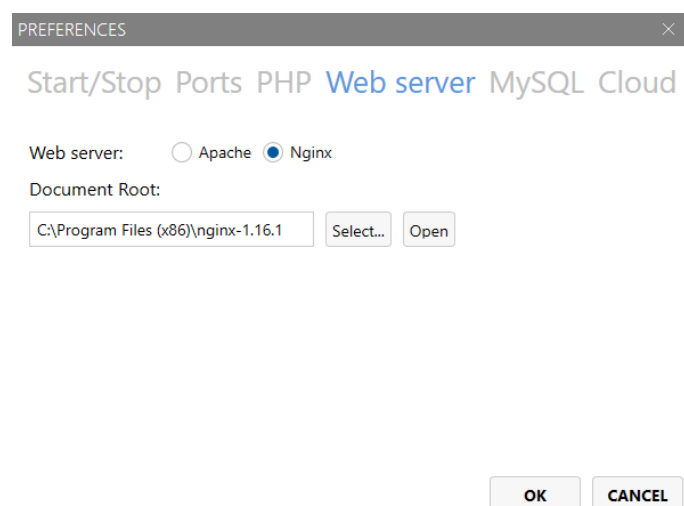 PREFERENCES
Start/Stop Ports PHP Web server MySQL Cloud
Web server: Apache Nginx
Document Root:
C:\Program Files (x86)\nginx-1.16.1 Select... Open
OK CANCEL